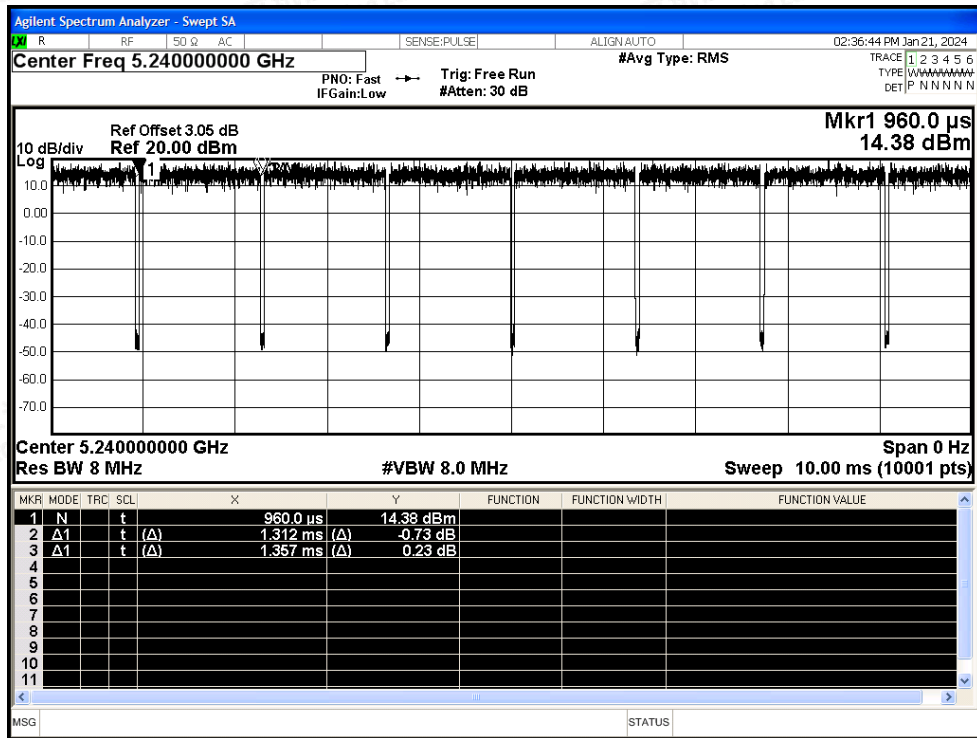 Agilent Spectrum Analyzer - Swept SA
LXI R RF 50 Ω AC SENSE:PULSE ALIGN AUTO 02:36:44 PM Jan 21, 2024
Center Freq 5.240000000 GHz
PNO: Fast
IFGain:Low
Trig: Free Run
#Atten: 30 dB
#Avg Type: RMS
TRACE 1 2 3 4 5 6
TYPE
DET P N N N N N
Mkr1 960.0 µs
14.38 dBm
Ref Offset 3.05 dB
10 dB/div Ref 20.00 dBm
Log
1
10.0
0.00
-10.0
-20.0
-30.0
-40.0
-50.0
-60.0
-70.0
Center 5.240000000 GHz Span 0 Hz
Res BW 8 MHz #VBW 8.0 MHz Sweep 10.00 ms (10001 pts)
MKR MODE TRC SCL X Y FUNCTION FUNCTION WIDTH FUNCTION VALUE
1 N t 960.0 µs 14.38 dBm
2 Δ1 t (Δ) 1.312 ms (Δ) -0.73 dB
3 Δ1 t (Δ) 1.357 ms (Δ) 0.23 dB
4
5
6
7
8
9
10
11
MSG STATUS